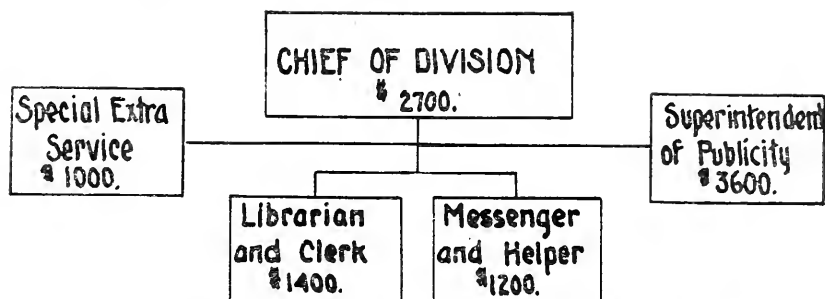 CHIEF OF DIVISION
$ 2700.
Special Extra
Service
$ 1000.
Superintendent
of Publicity
$ 3600.
Librarian
and Clerk
$1400.
Messenger
and Helper
$1200.